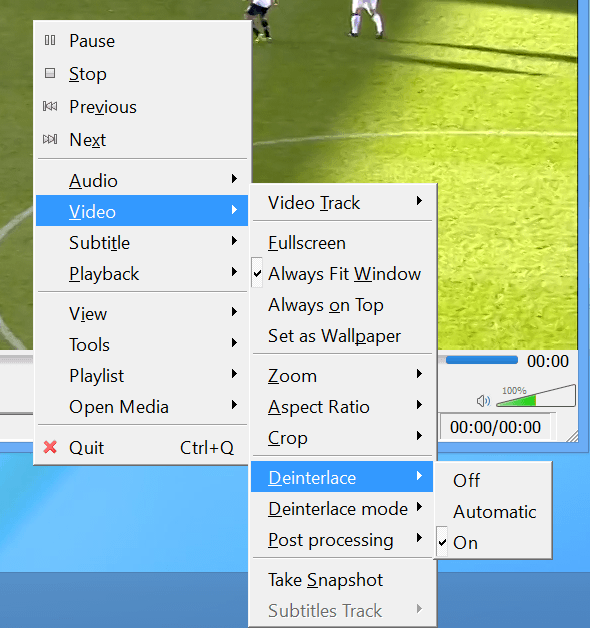 Pause
Stop
Previous
Next
Audio
Video
Subtitle
Playback
View
Tools
Playlist
Open Media
Quit Ctrl+Q
Video Track
Fullscreen
Always Fit Window
Always on Top
Set as Wallpaper
Zoom
Aspect Ratio
Crop
Deinterlace
Deinterlace mode
Post processing
Take Snapshot
Subtitles Track
Off
Automatic
On
00:00
100%
00:00/00:00